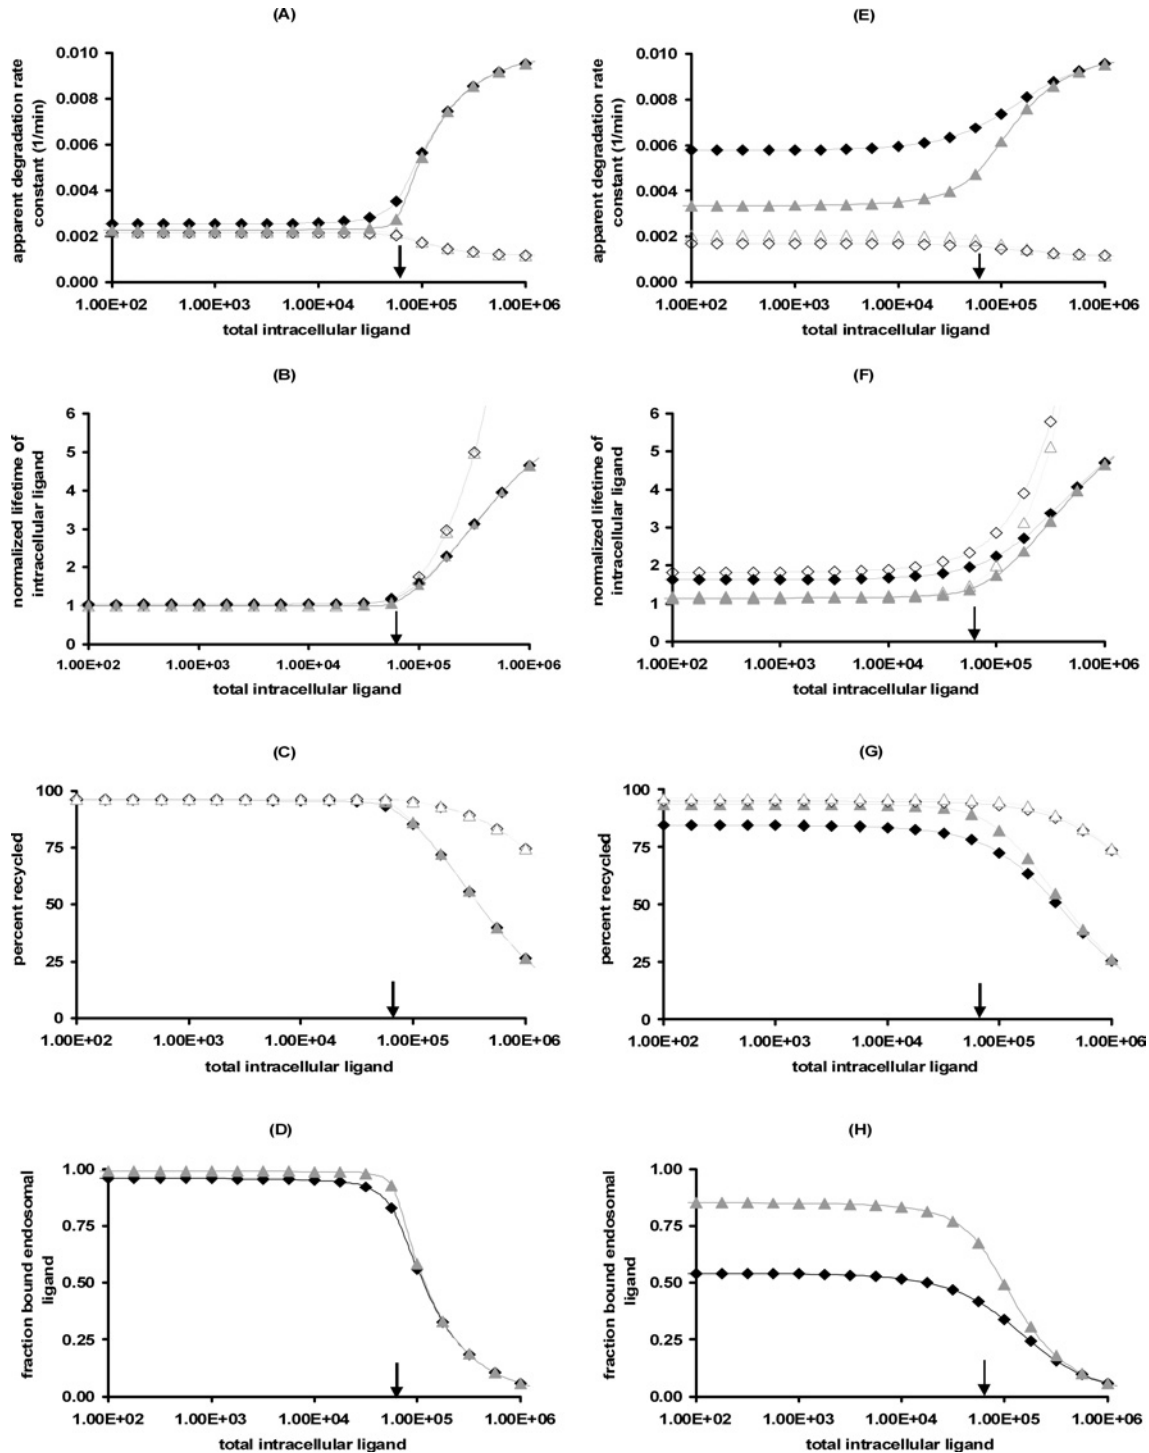 (A)
apparent degradation rate
constant (1/min)
0.010
0.008
0.006
0.004
0.002
0.000
1.00E+02 1.00E+03 1.00E+04 1.00E+05 1.00E+06
total intracellular ligand
(E)
apparent degradation rate
constant (1/min)
0.010
0.008
0.006
0.004
0.002
0.000
1.00E+02 1.00E+03 1.00E+04 1.00E+05 1.00E+06
total intracellular ligand
(B)
normalized lifetime of
intracellular ligand
6
5
4
3
2
1
0
1.00E+02 1.00E+03 1.00E+04 1.00E+05 1.00E+06
total intracellular ligand
(F)
normalized lifetime of
intracellular ligand
6
5
4
3
2
1
0
1.00E+02 1.00E+03 1.00E+04 1.00E+05 1.00E+06
total intracellular ligand
(C)
percent recycled
100
75
50
25
0
1.00E+02 1.00E+03 1.00E+04 1.00E+05 1.00E+06
total intracellular ligand
(G)
percent recycled
100
75
50
25
0
1.00E+02 1.00E+03 1.00E+04 1.00E+05 1.00E+06
total intracellular ligand
(D)
fraction bound endosomal
ligand
1.00
0.75
0.50
0.25
0.00
1.00E+02 1.00E+03 1.00E+04 1.00E+05 1.00E+06
total intracellular ligand
(H)
fraction bound endosomal
ligand
1.00
0.75
0.50
0.25
0.00
1.00E+02 1.00E+03 1.00E+04 1.00E+05 1.00E+06
total intracellular ligand